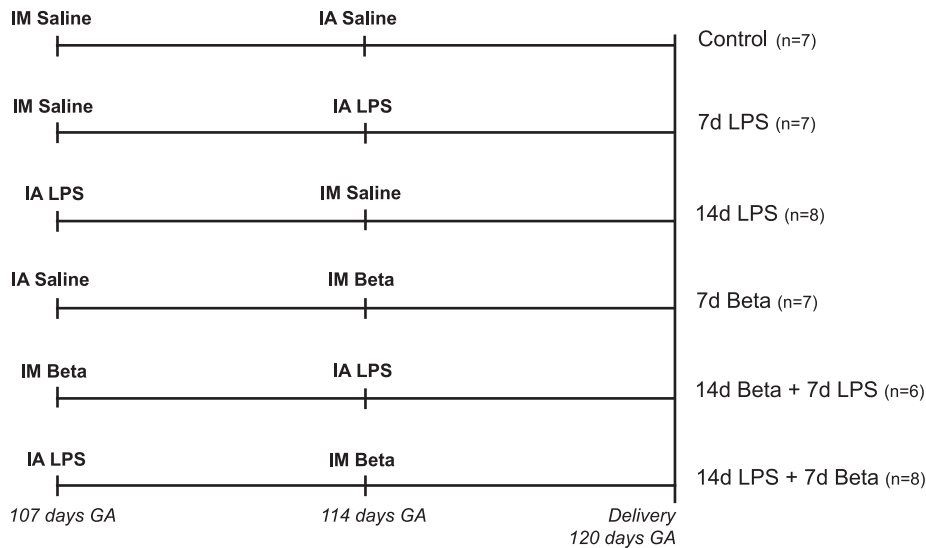 IM Saline IA Saline
Control (n=7)
IM Saline IA LPS
7d LPS (n=7)
IA LPS IM Saline
14d LPS (n=8)
IA Saline IM Beta
7d Beta (n=7)
IM Beta IA LPS
14d Beta + 7d LPS (n=6)
IA LPS IM Beta
14d LPS + 7d Beta (n=8)
107 days GA 114 days GA Delivery
120 days GA